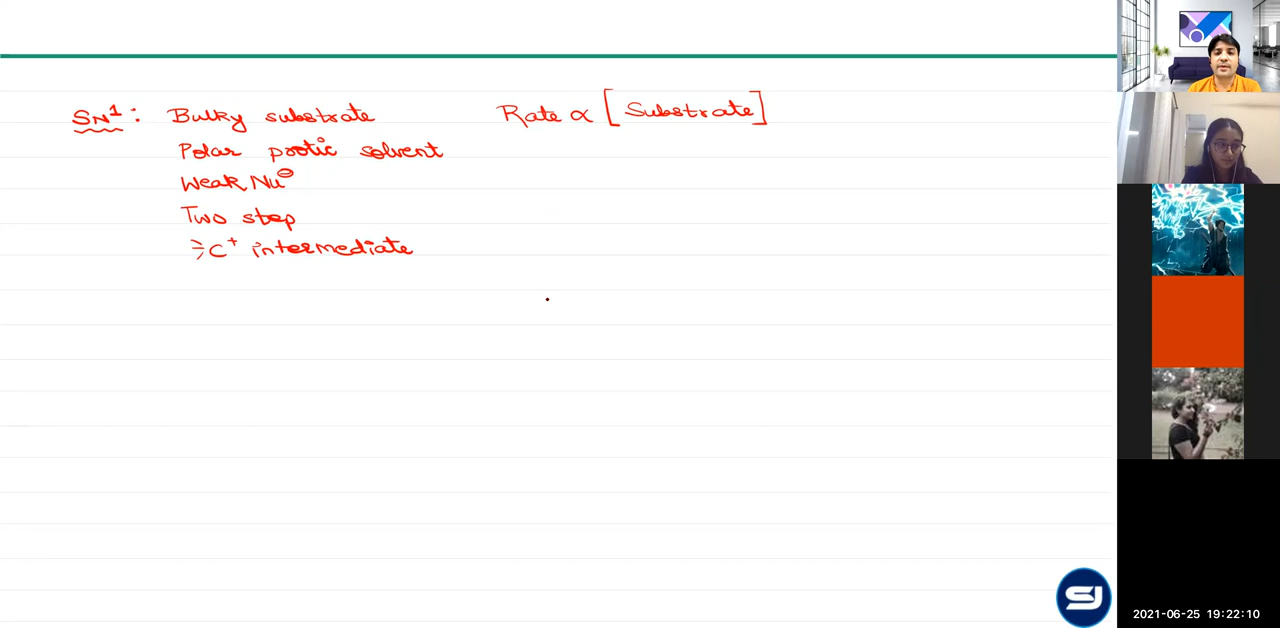 SN1 : Bulky substrate Rate ∝ [Substrate]
Polar protic solvent
Weak Nu⊖
Two step
C+ intermediate
SJ
2021-06-25 19:22:10